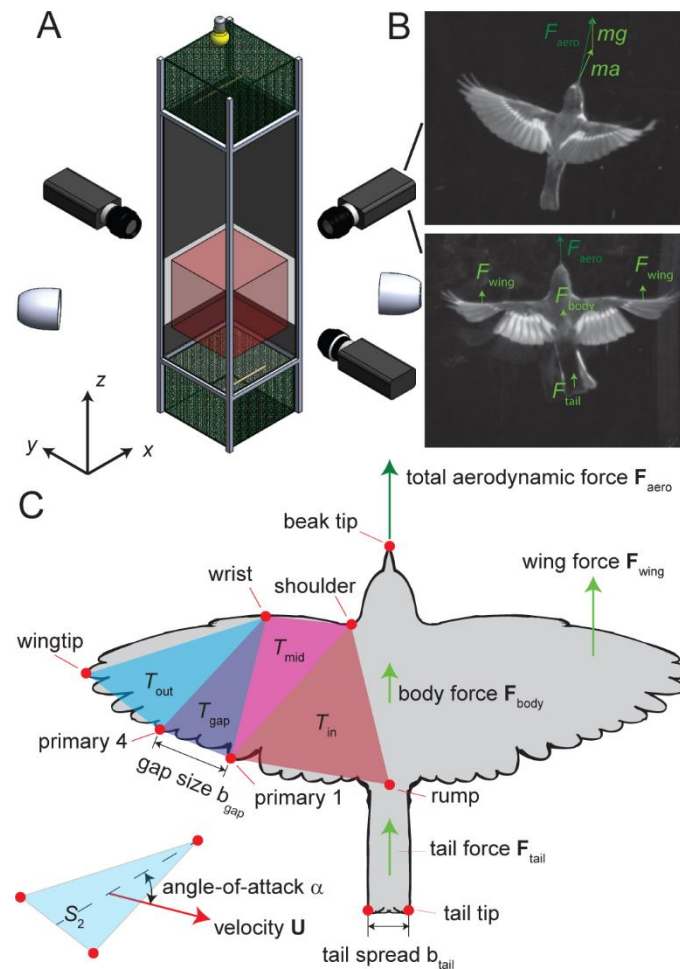 A
B
F_aero
mg
ma
F_aero
F_wing
F_wing
F_body
F_tail
z
y
x
C
total aerodynamic force F_aero
beak tip
wrist
shoulder
wing force F_wing
wingtip
T_mid
T_out
T_gap
T_in
body force F_body
primary 4
gap size b_gap
primary 1
rump
tail force F_tail
angle-of-attack α
S_2
velocity U
tail tip
tail spread b_tail